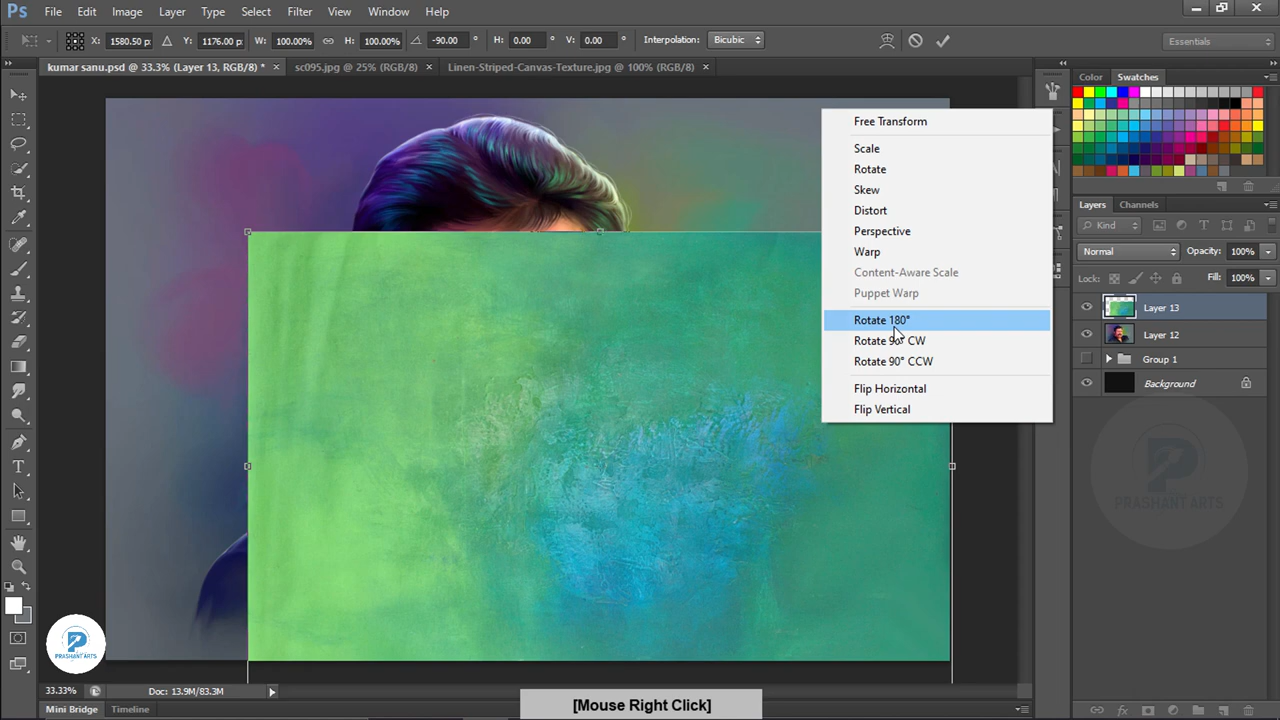 Ps File Edit Image Layer Type Select Filter View Window Help
X: 1580.50 p Y: 1176.00 p W: 100.00% H: 100.00% -90.00 ° H: 0.00 ° V: 0.00 ° Interpolation: Bicubic Essentials
kumar sanu.psd @ 33.3% (Layer 13, RGB/8) * × sc095.jpg @ 25% (RGB/8) × Linen-Striped-Canvas-Texture.jpg @ 100% (RGB/8) ×
Color Swatches
Free Transform
Scale
Rotate
Skew
Distort
Perspective
Warp
Content-Aware Scale
Puppet Warp
Rotate 180°
Rotate 90° CW
Rotate 90° CCW
Flip Horizontal
Flip Vertical
Layers Channels
Kind
Normal Opacity: 100%
Lock: Fill: 100%
Layer 13
Layer 12
Group 1
Background
PRASHANT ARTS
PRASHANT ARTS
33.33% Doc: 13.9M/83.3M
[Mouse Right Click]
Mini Bridge Timeline